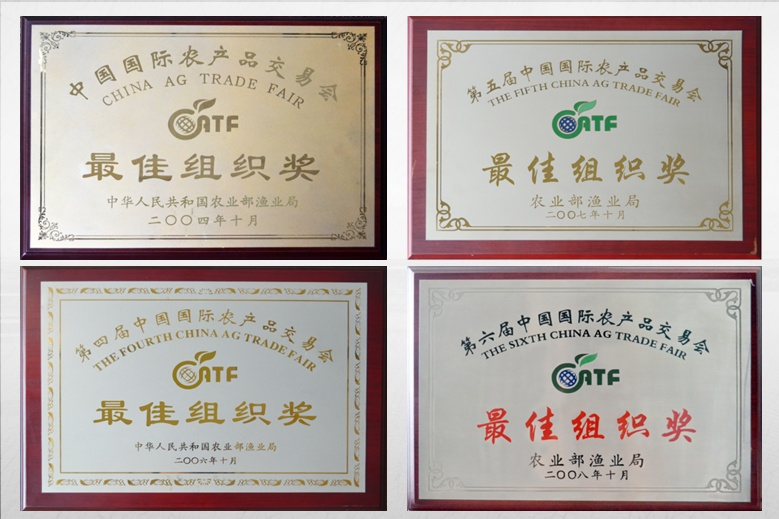 中国国际农产品交易会
CHINA AG TRADE FAIR
CATF
最佳组织奖
中华人民共和国农业部渔业局
二〇〇四年十月
第五届中国国际农产品交易会
THE FIFTH CHINA AG TRADE FAIR
CATF
最佳组织奖
农业部渔业局
二〇〇七年十月
第四届中国国际农产品交易会
THE FOURTH CHINA AG TRADE FAIR
CATF
最佳组织奖
中华人民共和国农业部渔业局
二〇〇六年十月
第六届中国国际农产品交易会
THE SIXTH CHINA AG TRADE FAIR
CATF
最佳组织奖
农业部渔业局
二〇〇八年十月